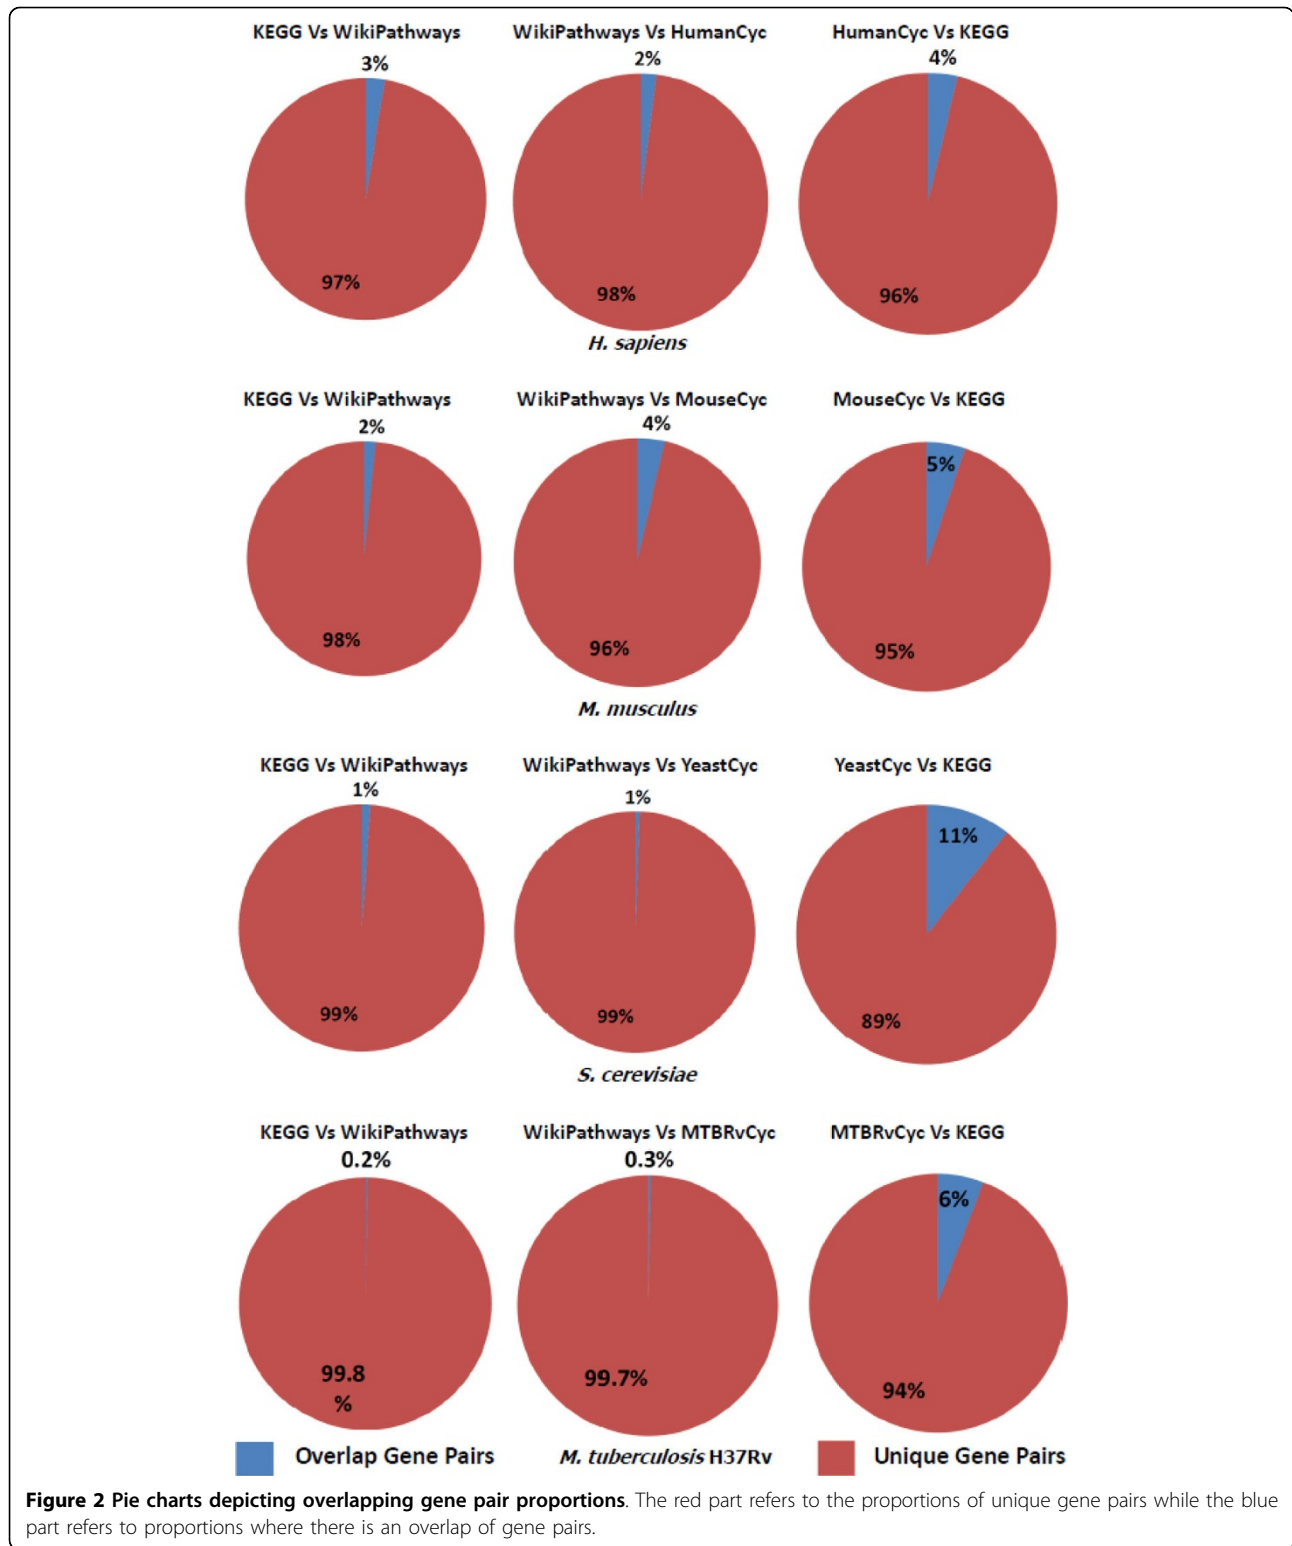 KEGG Vs WikiPathways
WikiPathways Vs HumanCyc
HumanCyc Vs KEGG
3%
2%
4%
97%
98%
96%
H. sapiens
KEGG Vs WikiPathways
WikiPathways Vs MouseCyc
MouseCyc Vs KEGG
2%
4%
5%
98%
96%
95%
M. musculus
KEGG Vs WikiPathways
WikiPathways Vs YeastCyc
YeastCyc Vs KEGG
1%
1%
11%
99%
99%
89%
S. cerevisiae
KEGG Vs WikiPathways
WikiPathways Vs MTBRvCyc
MTBRvCyc Vs KEGG
0.2%
0.3%
6%
99.8
%
99.7%
94%
Overlap Gene Pairs
M. tuberculosis H37Rv
Unique Gene Pairs
Figure 2 Pie charts depicting overlapping gene pair proportions. The red part refers to the proportions of unique gene pairs while the blue
part refers to proportions where there is an overlap of gene pairs.